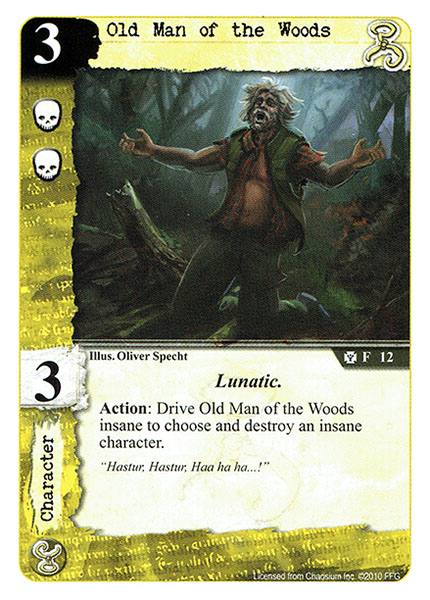 3
Old Man of the Woods
Illus. Oliver Specht
F 12
3
Lunatic.
Action: Drive Old Man of the Woods
insane to choose and destroy an insane
character.
“Hastur, Hastur, Haa ha ha...!”
Character
Licensed from Chaosium Inc. ©2010 FFG